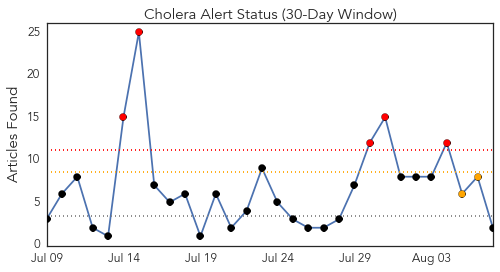 Cholera Alert Status (30-Day Window)
25
20
15
10
5
0
Articles Found
Jul 09 Jul 14 Jul 19 Jul 24 Jul 29 Aug 03